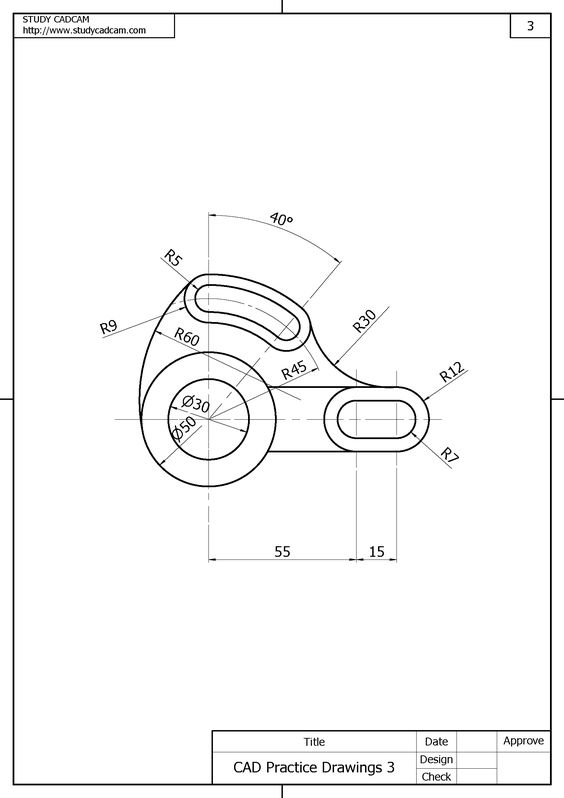 STUDY CADCAM
http://www.studycadcam.com
3
40°
R5
R9
R60
R30
R45
R12
Ø30
Ø50
R7
55
15
Title
Date
Approve
CAD Practice Drawings 3
Design
Check